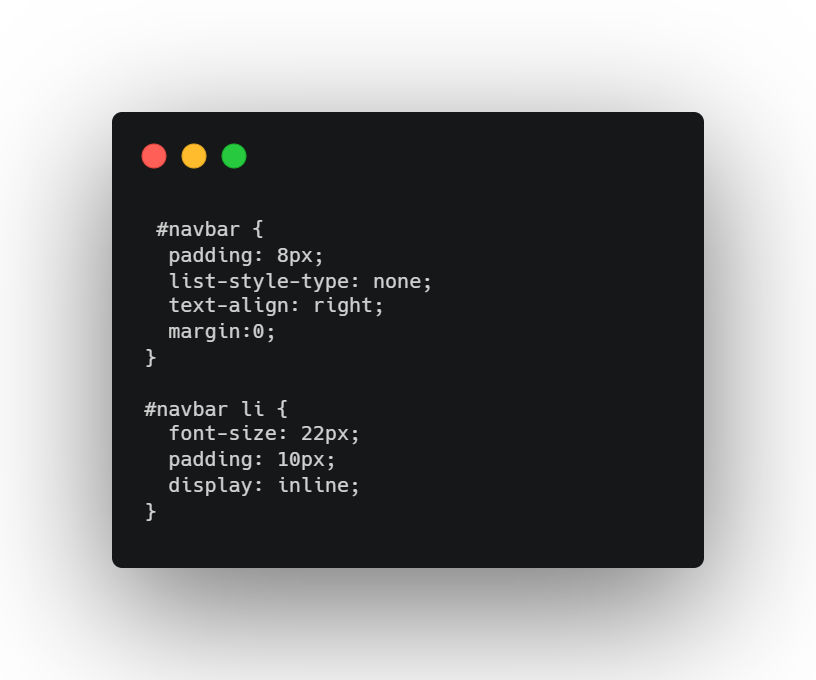 #navbar {
  padding: 8px;
  list-style-type: none;
  text-align: right;
  margin:0;
}

#navbar li {
  font-size: 22px;
  padding: 10px;
  display: inline;
}